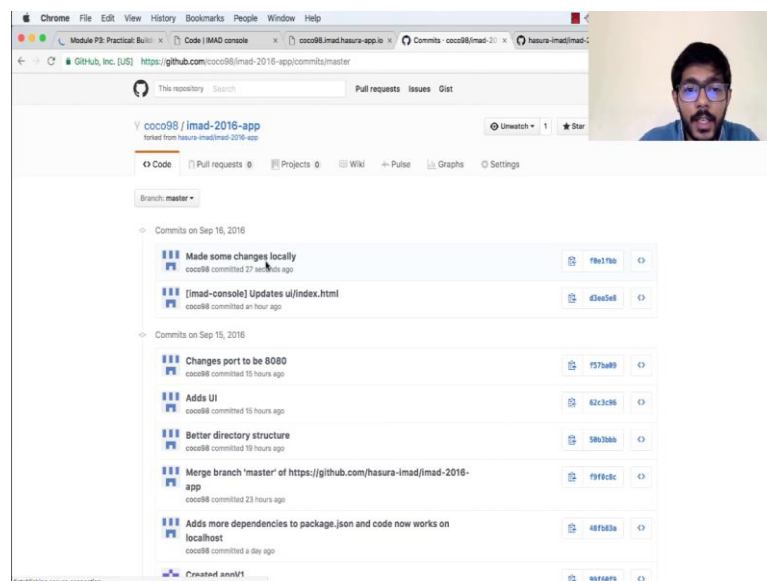 Chrome File Edit View History Bookmarks People Window Help
Module P3: Practical: Build Code | IMAD console coco98.imad.hasura-app.io Commits · coco98/imad-20 hasura-imad/imad-2
GitHub, Inc. [US] https://github.com/coco98/imad-2016-app/commits/master
This repository Search Pull requests Issues Gist
coco98 / imad-2016-app Unwatch 1 Star
forked from hasura-imad/imad-2016-app
Code Pull requests 0 Projects 0 Wiki Pulse Graphs Settings
Branch: master
Commits on Sep 16, 2016
Made some changes locally
coco98 committed 27 seconds ago f0e1fbb
[imad-console] Updates ui/index.html
coco98 committed an hour ago d3ea5e8
Commits on Sep 15, 2016
Changes port to be 8080
coco98 committed 15 hours ago f57ba09
Adds UI
coco98 committed 15 hours ago 62c3c96
Better directory structure
coco98 committed 19 hours ago 50b3bbb
Merge branch 'master' of https://github.com/hasura-imad/imad-2016-
app
coco98 committed 23 hours ago f9f0c8c
Adds more dependencies to package.json and code now works on
localhost
coco98 committed a day ago 48fb83a
Created appV1